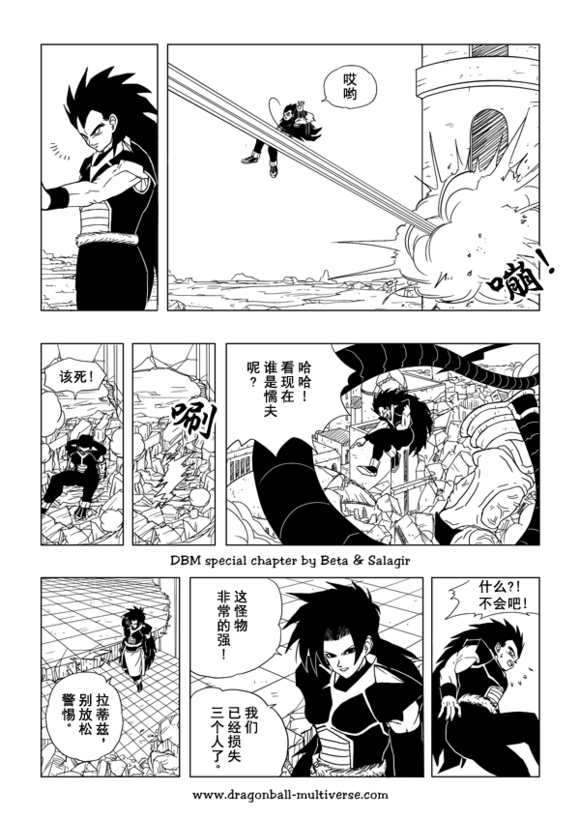 哎哟
嘣！
该死！
唰
哈哈！
看现在
谁是懦夫
呢？
DBM special chapter by Beta & Salagir
拉蒂兹，
别放松
警惕。
这怪物
非常的强！
我们
已经损失
三个人了。
什么?!
不会吧！
www.dragonball-multiverse.com